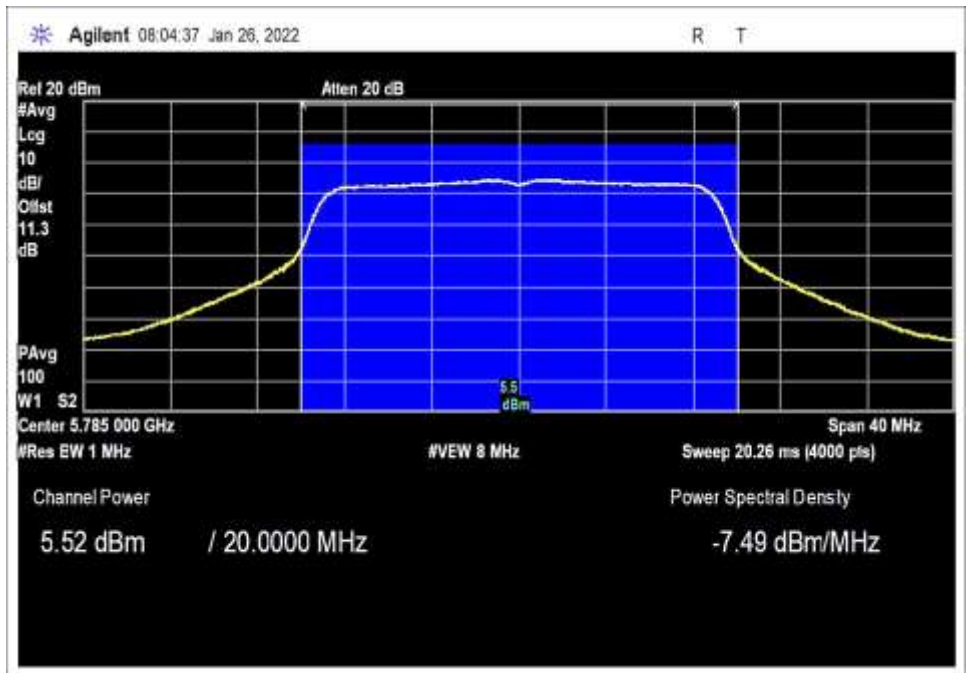 Agilent 08:04:37 Jan 26, 2022 R T
Ref 20 dBm Atten 20 dB
#Avg
Log
10
dB/
Offst
11.3
dB
PAvg
100
W1 S2
5.5
dBm
Center 5.785 000 GHz Span 40 MHz
#Res BW 1 MHz #VBW 8 MHz Sweep 20.26 ms (4000 pts)
Channel Power Power Spectral Density
5.52 dBm / 20.0000 MHz -7.49 dBm/MHz